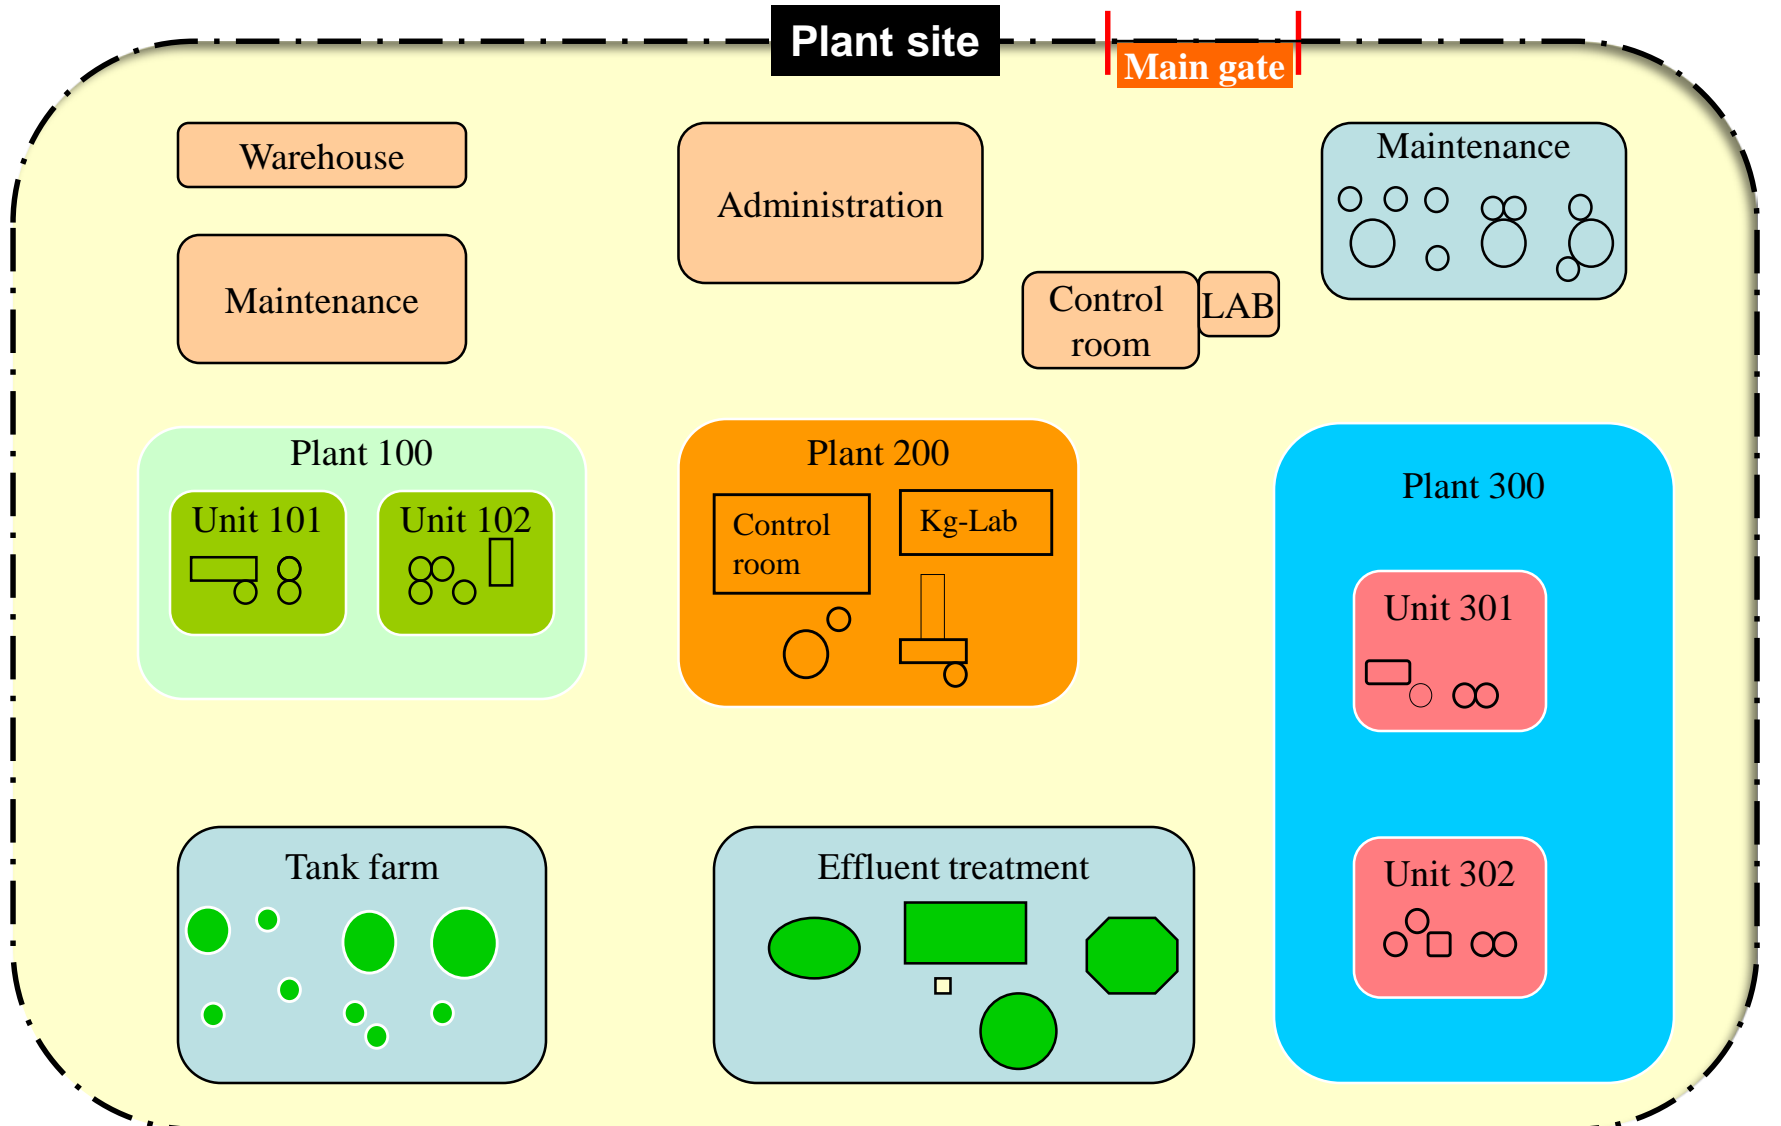 Plant site
Main gate
Warehouse
Administration
Maintenance
Maintenance
Control
room
LAB
Plant 100
Unit 101
Unit 102
Plant 200
Control
room
Kg-Lab
Plant 300
Unit 301
Unit 302
Tank farm
Effluent treatment